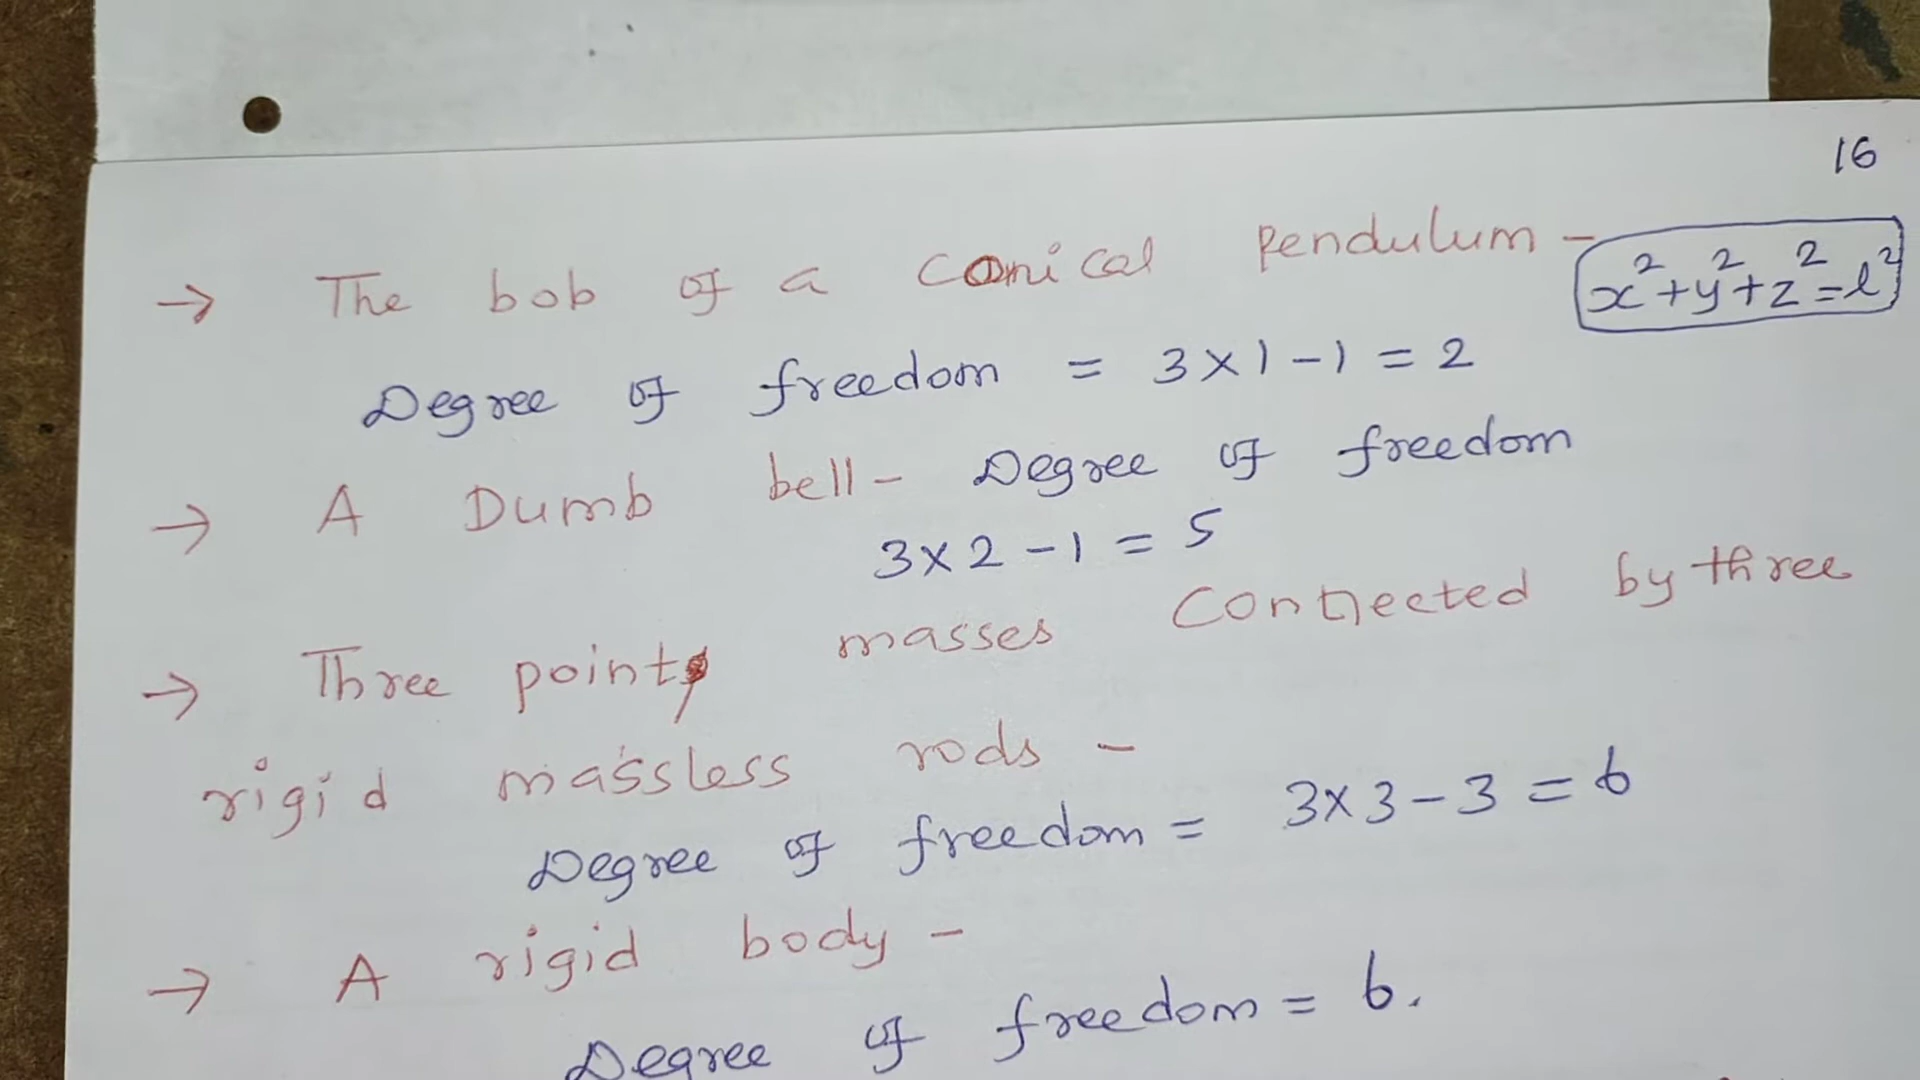 16
→ The bob of a conical pendulum - x²+y²+z²=l²
Degree of freedom = 3×1-1=2
→ A Dumb bell - Degree of freedom
3×2-1=5
→ Three point masses connected by three
rigid massless rods -
Degree of freedom = 3×3-3=6
→ A rigid body -
Degree of freedom = 6.